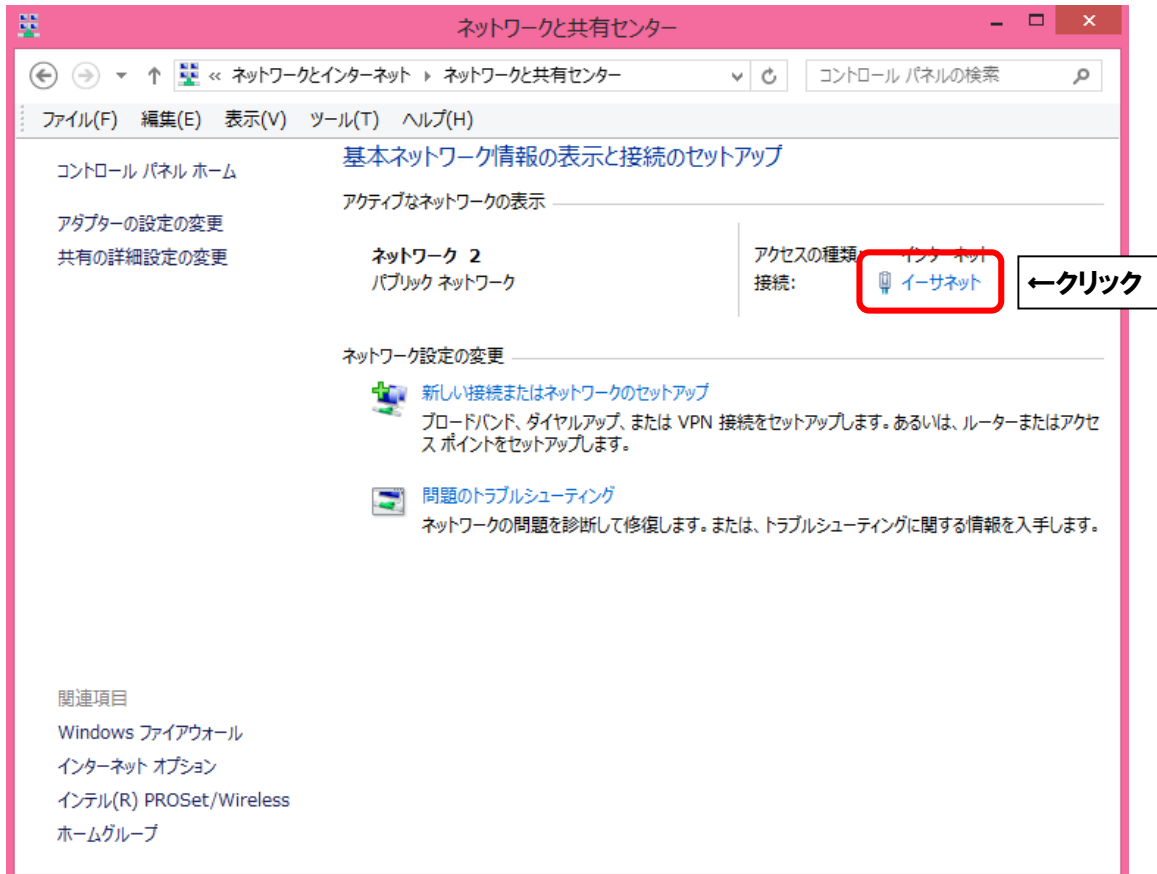 ネットワークと共有センター
« ネットワークとインターネット ▸ ネットワークと共有センター
コントロール パネルの検索
ファイル(F) 編集(E) 表示(V) ツール(T) ヘルプ(H)
コントロール パネル ホーム
アダプターの設定の変更
共有の詳細設定の変更
基本ネットワーク情報の表示と接続のセットアップ
アクティブなネットワークの表示
ネットワーク 2
パブリック ネットワーク
アクセスの種類: インターネット
接続: イーサネット
←クリック
ネットワーク設定の変更
新しい接続またはネットワークのセットアップ
ブロードバンド、ダイヤルアップ、または VPN 接続をセットアップします。あるいは、ルーターまたはアクセ
ス ポイントをセットアップします。
問題のトラブルシューティング
ネットワークの問題を診断して修復します。または、トラブルシューティングに関する情報を入手します。
関連項目
Windows ファイアウォール
インターネット オプション
インテル(R) PROSet/Wireless
ホームグループ